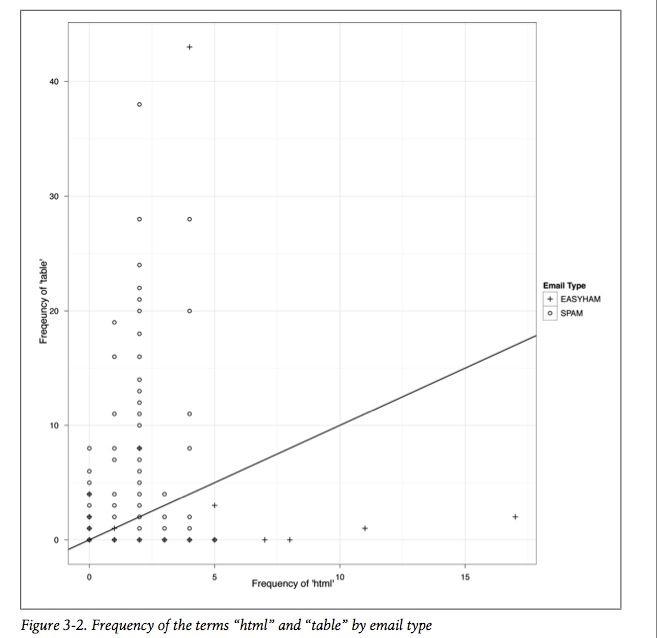 40
30
20
10
0
Freqeuncy of 'table'
0
5
10
15
Frequency of 'html'
Email Type
EASYHAM
SPAM
Figure 3-2. Frequency of the terms “html” and “table” by email type